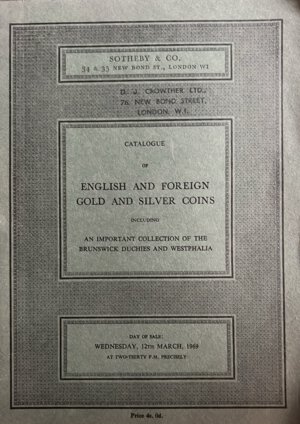 SOTHEBY & CO.
34 & 35 NEW BOND ST., LONDON W1
D. J. CROWTHER LTD.,
76, NEW BOND STREET,
LONDON, W.1.
CATALOGUE
OF
ENGLISH AND FOREIGN
GOLD AND SILVER COINS
INCLUDING
AN IMPORTANT COLLECTION OF THE
BRUNSWICK DUCHIES AND WESTPHALIA
DAY OF SALE:
WEDNESDAY, 12TH MARCH, 1969
AT TWO-THIRTY P.M. PRECISELY
Price 4s. 0d.